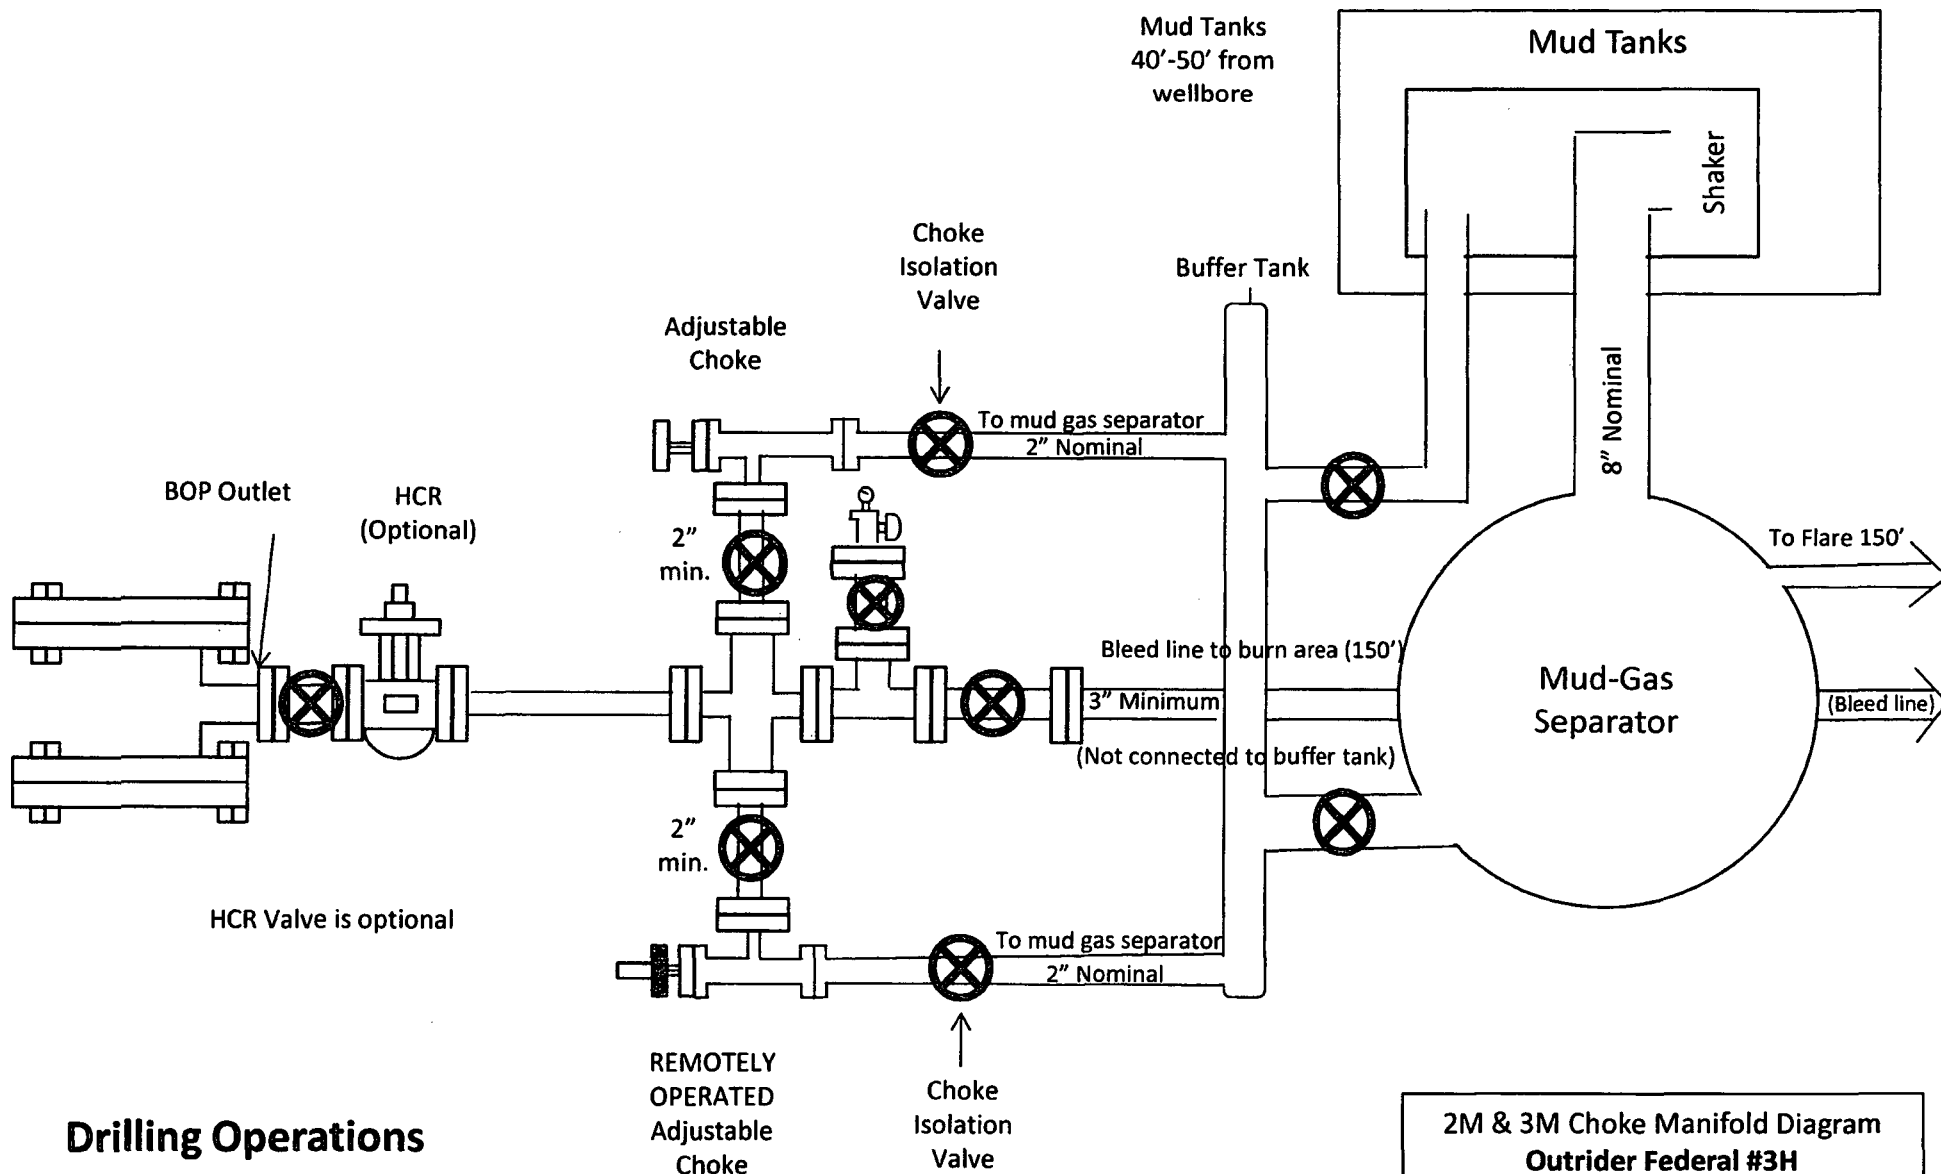 Mud Tanks
40’-50’ from
wellbore
Mud Tanks
Shaker
Choke
Isolation
Valve
Buffer Tank
Adjustable
Choke
8” Nominal
To mud gas separator
2” Nominal
BOP Outlet
HCR
(Optional)
2”
min.
To Flare 150’
Bleed line to burn area (150’)
3” Minimum
(Not connected to buffer tank)
Mud-Gas
Separator
(Bleed line)
2”
min.
HCR Valve is optional
To mud gas separator
2” Nominal
REMOTELY
OPERATED
Adjustable
Choke
Choke
Isolation
Valve
Drilling Operations
2M & 3M Choke Manifold Diagram
Outrider Federal #3H